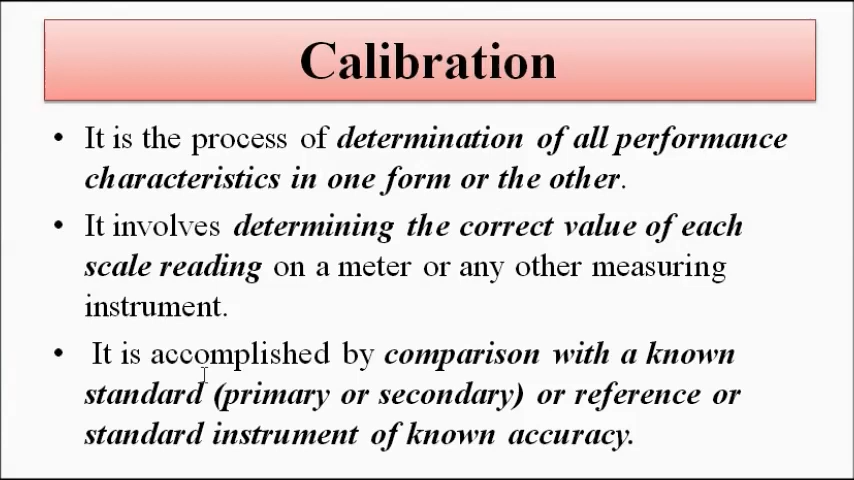 Calibration
• It is the process of determination of all performance
characteristics in one form or the other.
• It involves determining the correct value of each
scale reading on a meter or any other measuring
instrument.
• It is accomplished by comparison with a known
standard (primary or secondary) or reference or
standard instrument of known accuracy.